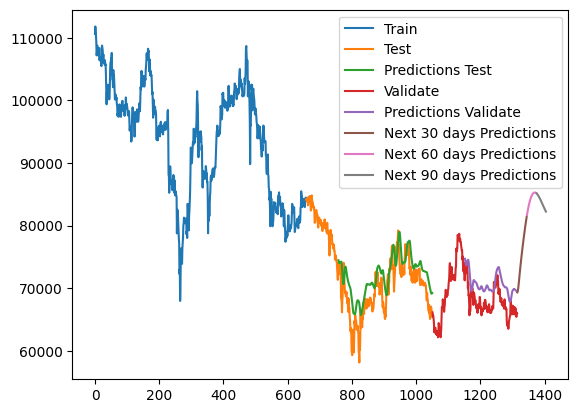 110000
100000
90000
80000
70000
60000
0
200
400
600
800
1000
1200
1400
Train
Test
Predictions Test
Validate
Predictions Validate
Next 30 days Predictions
Next 60 days Predictions
Next 90 days Predictions